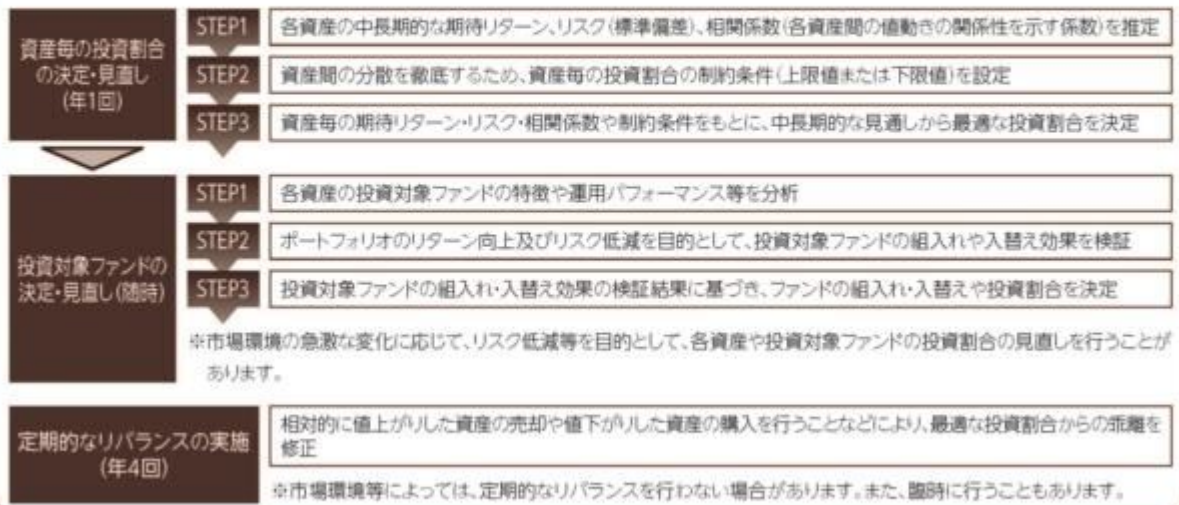 資産毎の投資割合
の決定・見直し
(年1回)
STEP1
各資産の中長期的な期待リターン、リスク(標準偏差)、相関係数(各資産間の値動きの関係性を示す係数)を推定
STEP2
資産間の分散を徹底するため、資産毎の投資割合の制約条件(上限値または下限値)を設定
STEP3
資産毎の期待リターン・リスク・相関係数や制約条件をもとに、中長期的な見通しから最適な投資割合を決定
投資対象ファンドの
決定・見直し(随時)
STEP1
各資産の投資対象ファンドの特徴や運用パフォーマンス等を分析
STEP2
ポートフォリオのリターン向上及びリスク低減を目的として、投資対象ファンドの組入れや入替え効果を検証
STEP3
投資対象ファンドの組入れ・入替え効果の検証結果に基づき、ファンドの組入れ・入替えや投資割合を決定
※市場環境の急激な変化に応じて、リスク低減等を目的として、各資産や投資対象ファンドの投資割合の見直しを行うことが
あります。
定期的なリバランスの実施
(年4回)
相対的に値上がりした資産の売却や値下がりした資産の購入を行うことなどにより、最適な投資割合からの乖離を
修正
※市場環境等によっては、定期的なリバランスを行わない場合があります。また、臨時に行うこともあります。